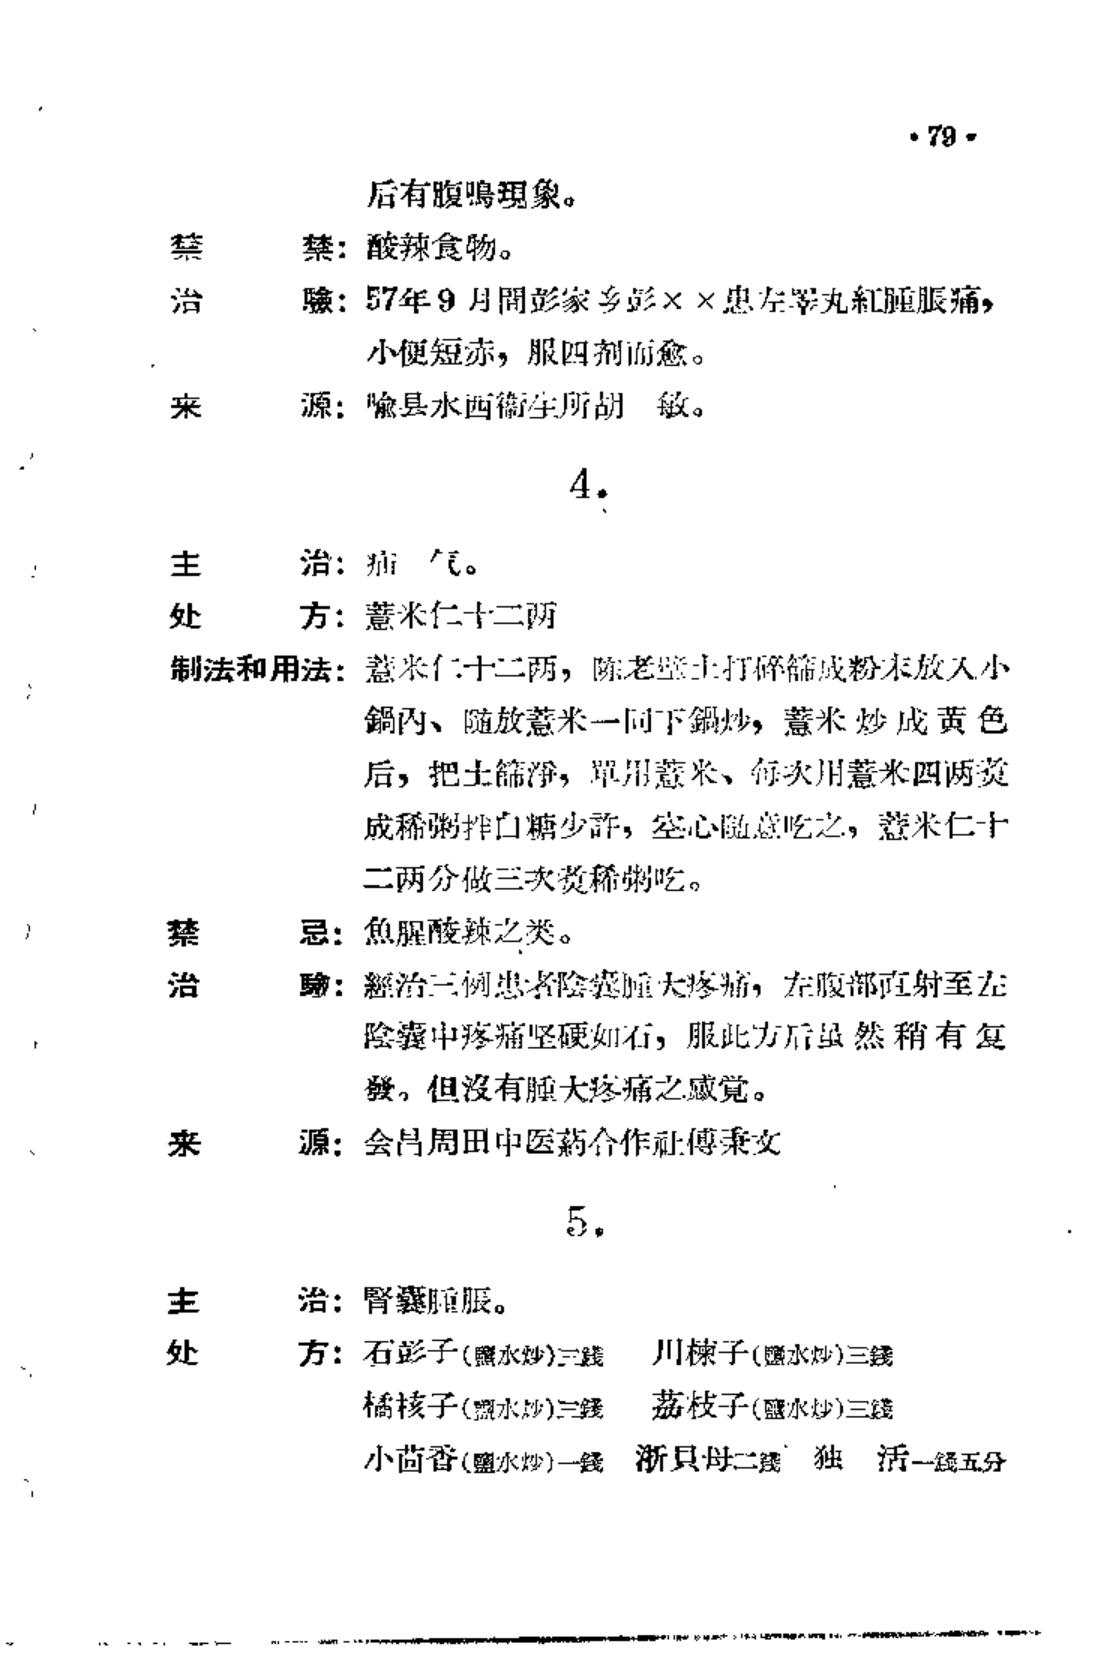 •79•
后有腹鳴現象。
禁　　禁：酸辣食物。
治　　驗：57年9月間彭家乡彭××患左睪丸紅腫脹痛，
小便短赤，服四剂而愈。
来　　源：喩县水西衞生所胡　敏。
4.
主　　治：疝　气。
处　　方：薏米仁十二两
制法和用法：薏米仁十二两，陈老壁土打碎篩成粉末放入小
鍋內、随放薏米一同下鍋炒，薏米炒成黄色
后，把土篩淨，單用薏米、每次用薏米四两煑
成稀粥拌白糖少許，空心随意吃之，薏米仁十
二两分做三次煑稀粥吃。
禁　　忌：魚腥酸辣之类。
治　　驗：經治三例患者陰囊腫大疼痛，左腹部直射至左
陰囊中疼痛坚硬如石，服此方后虽然稍有复
發。但沒有腫大疼痛之感覚。
来　　源：会昌周田中医药合作社傅秉文
5.
主　　治：腎囊腫脹。
处　　方：石彭子(鹽水炒)三錢　川楝子(鹽水炒)三錢
橘核子(鹽水炒)三錢　荔枝子(鹽水炒)三錢
小茴香(鹽水炒)一錢　浙貝母二錢　独　活一錢五分